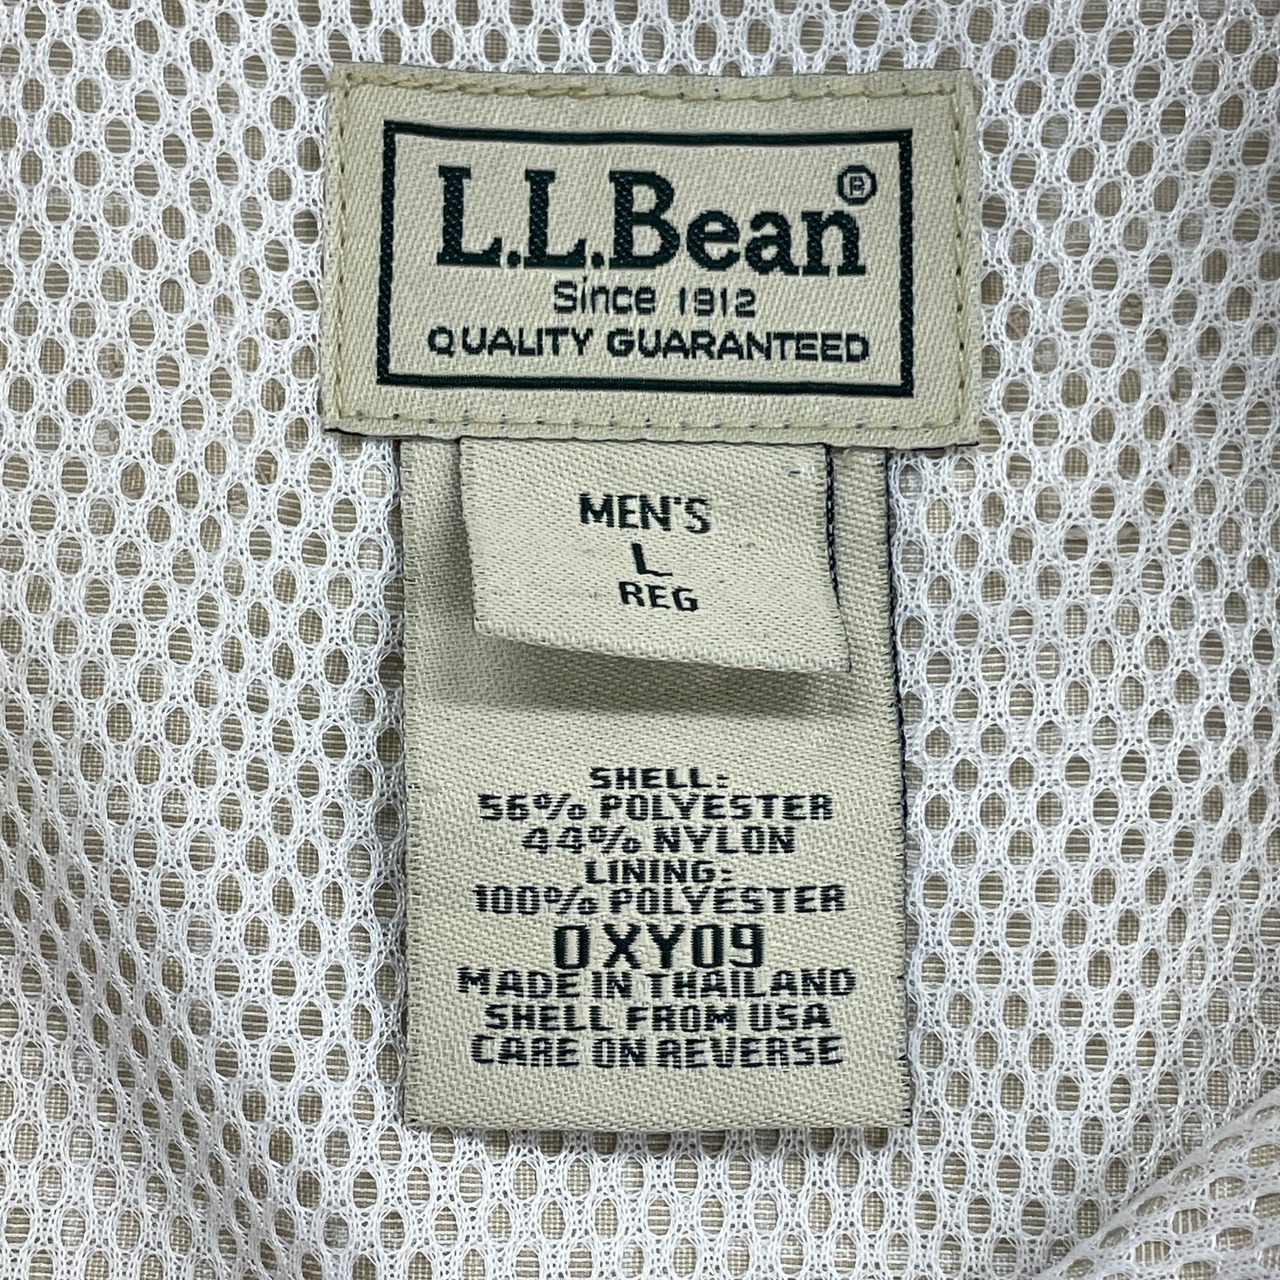 L.L.Bean®
Since 1912
QUALITY GUARANTEED
MEN'S
L
REG
SHELL:
56% POLYESTER
44% NYLON
LINING:
100% POLYESTER
0XY09
MADE IN THAILAND
SHELL FROM USA
CARE ON REVERSE